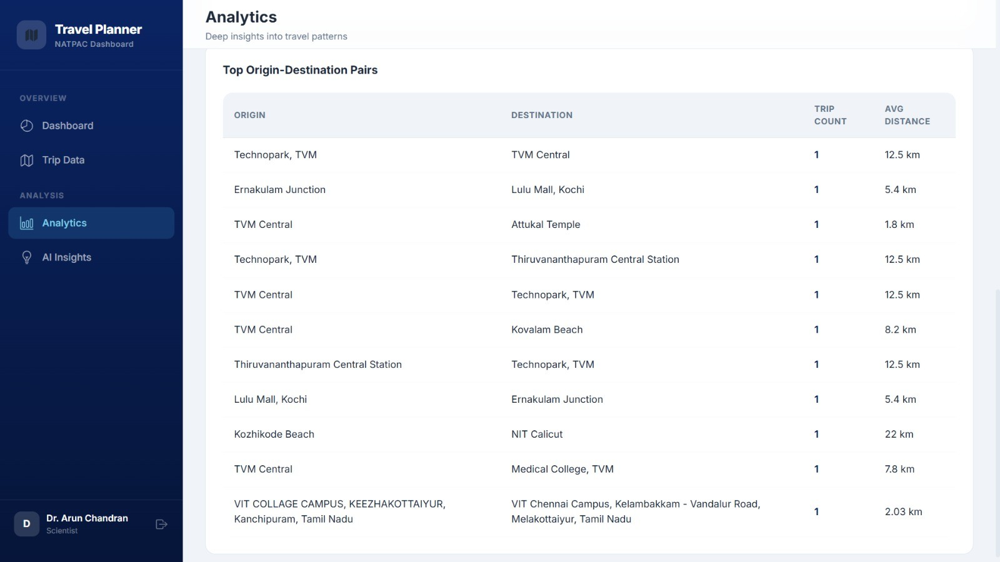 Travel Planner
NATPAC Dashboard
OVERVIEW
Dashboard
Trip Data
ANALYSIS
Analytics
AI Insights
D
Dr. Arun Chandran
Scientist
Analytics
Deep insights into travel patterns
Top Origin-Destination Pairs
ORIGIN DESTINATION TRIP COUNT AVG DISTANCE
Technopark, TVM TVM Central 1 12.5 km
Ernakulam Junction Lulu Mall, Kochi 1 5.4 km
TVM Central Attukal Temple 1 1.8 km
Technopark, TVM Thiruvananthapuram Central Station 1 12.5 km
TVM Central Technopark, TVM 1 12.5 km
TVM Central Kovalam Beach 1 8.2 km
Thiruvananthapuram Central Station Technopark, TVM 1 12.5 km
Lulu Mall, Kochi Ernakulam Junction 1 5.4 km
Kozhikode Beach NIT Calicut 1 22 km
TVM Central Medical College, TVM 1 7.8 km
VIT COLLAGE CAMPUS, KEEZHAKOTTAIYUR, Kanchipuram, Tamil Nadu VIT Chennai Campus, Kelambakkam - Vandalur Road, Melakottaiyur, Tamil Nadu 1 2.03 km